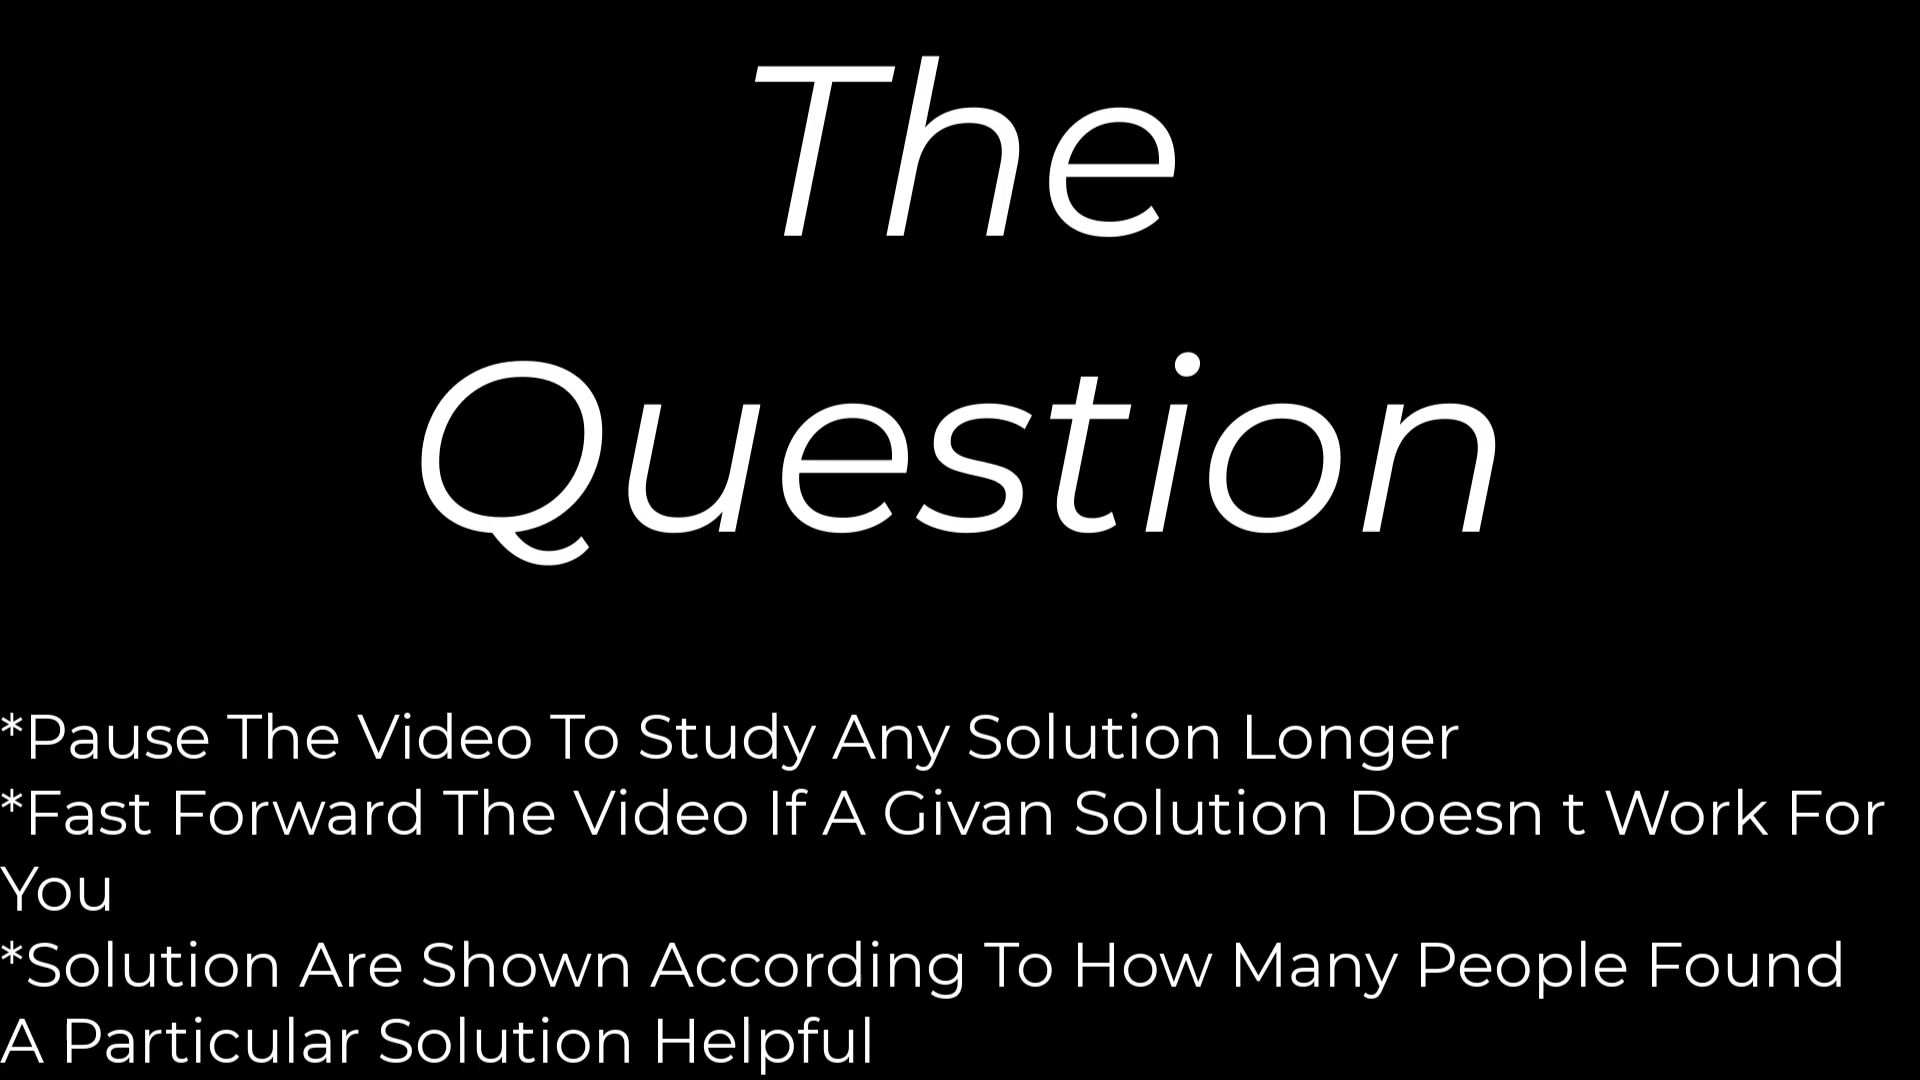 The
Question
*Pause The Video To Study Any Solution Longer
*Fast Forward The Video If A Givan Solution Doesn t Work For
You
*Solution Are Shown According To How Many People Found
A Particular Solution Helpful